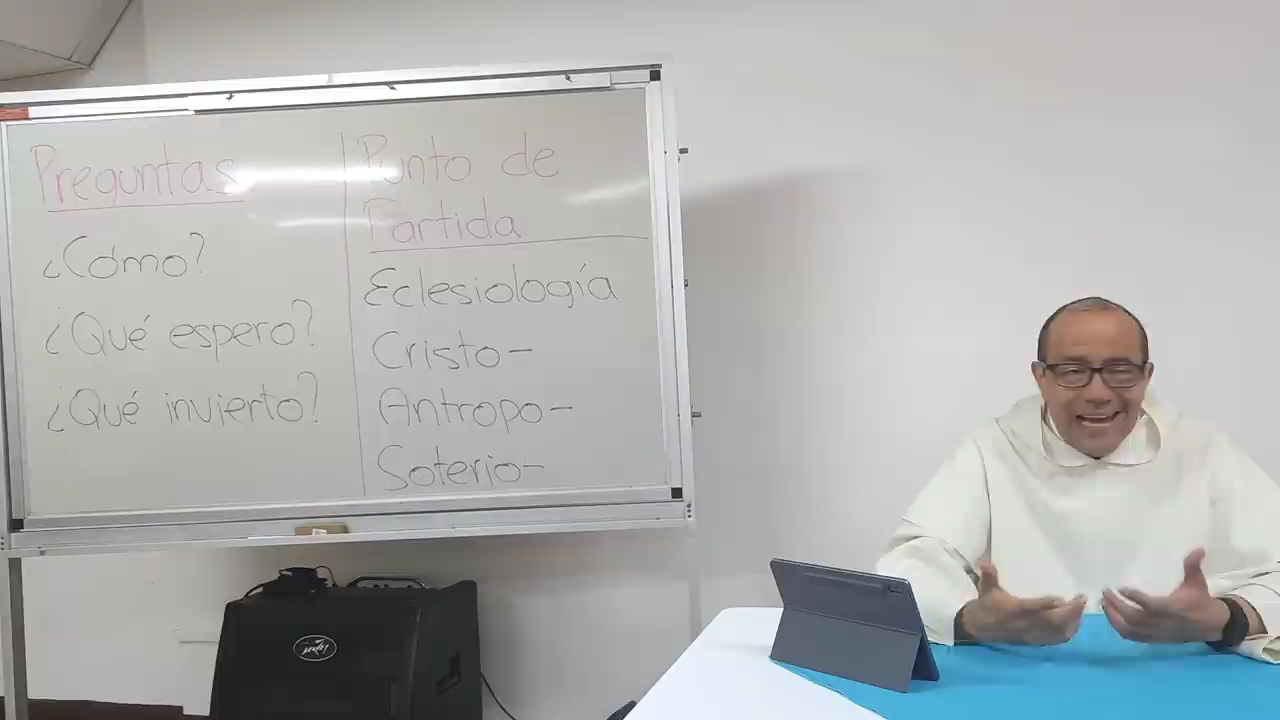 Preguntas
¿Cómo?
¿Qué espero?
¿Qué invierto?
Punto de
Partida
Eclesiología
Cristo-
Antropo-
Soterio-